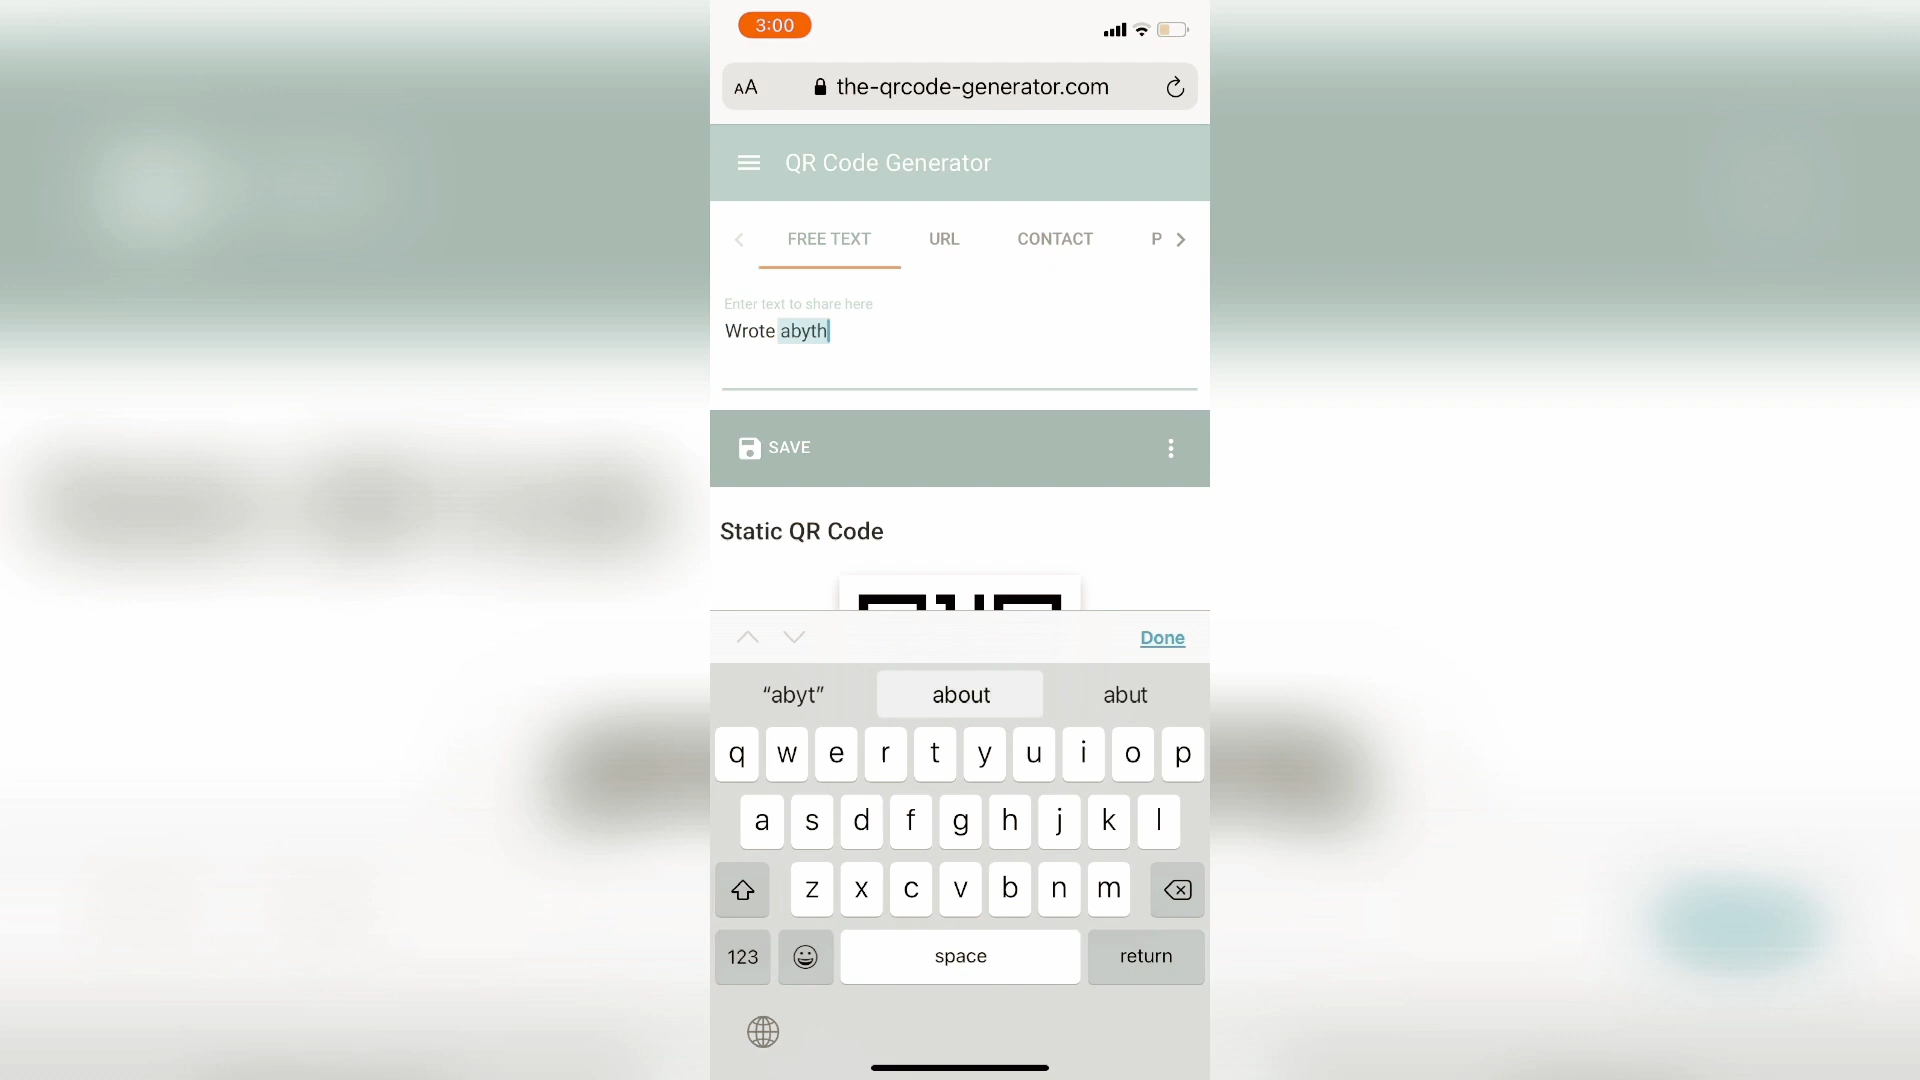 3:00
AA the-qrcode-generator.com
QR Code Generator
FREE TEXT URL CONTACT P
Enter text to share here
Wrote abyth
SAVE
Static QR Code
Done
“abyt” about abut
q w e r t y u i o p
a s d f g h j k l
z x c v b n m
123 space return